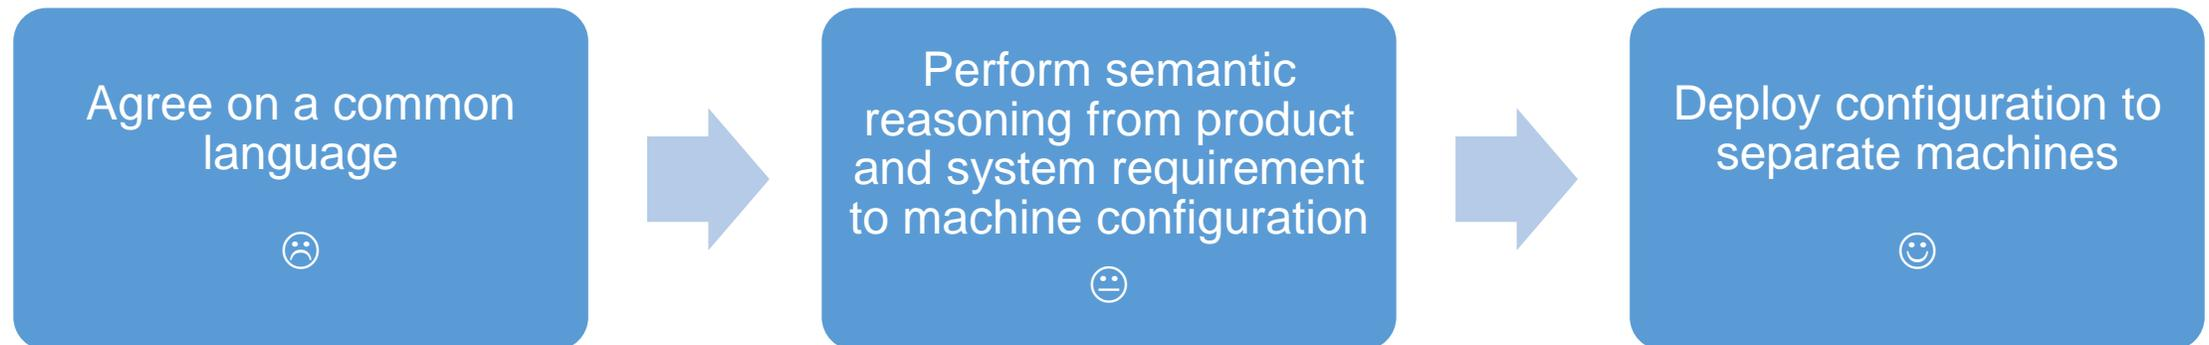 Agree on a common
language
☹
Perform semantic
reasoning from product
and system requirement
to machine configuration
😐
Deploy configuration to
separate machines
☺